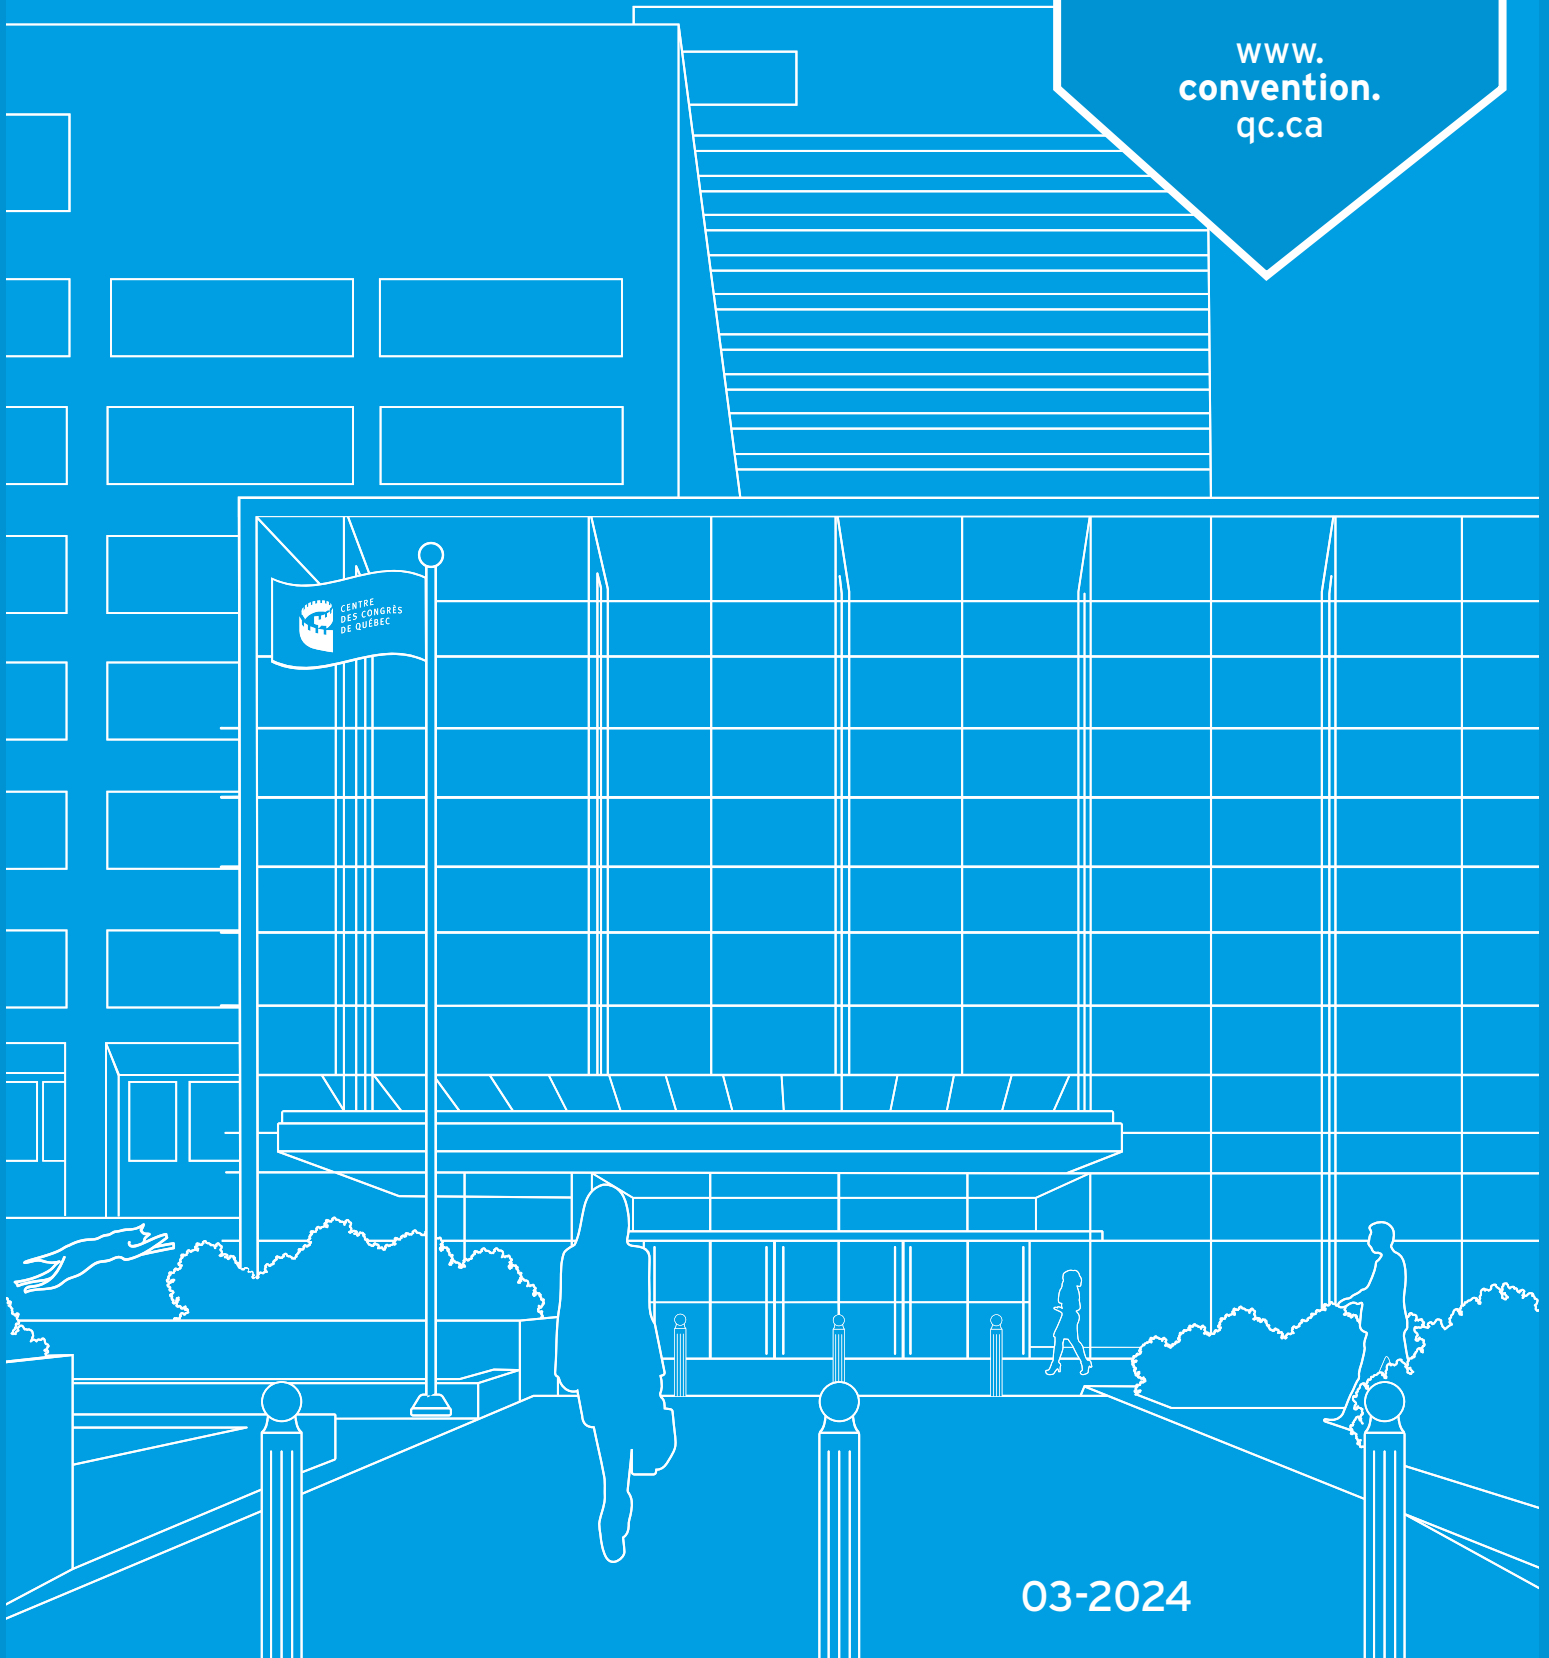 www.
convention.
qc.ca
CENTRE
DES CONGRÈS
DE QUÉBEC
03-2024